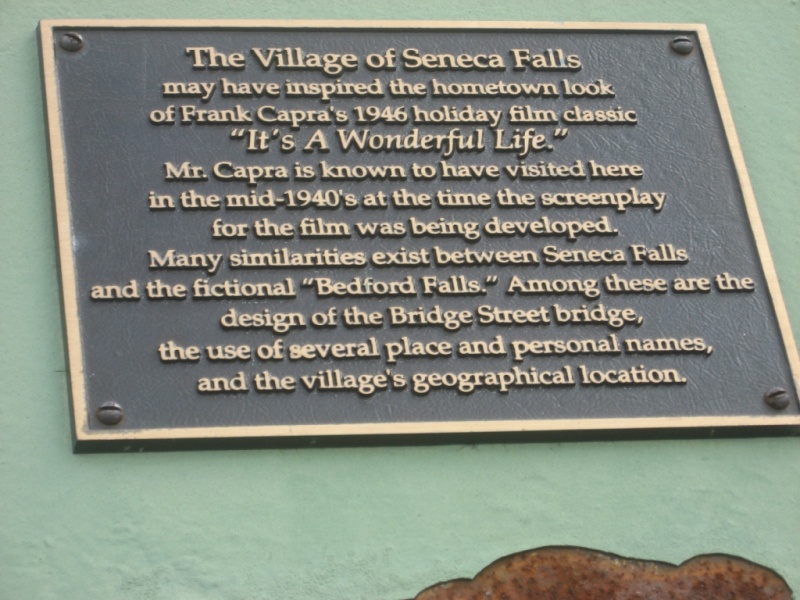 The Village of Seneca Falls
may have inspired the hometown look
of Frank Capra's 1946 holiday film classic
"It's A Wonderful Life."
Mr. Capra is known to have visited here
in the mid-1940's at the time the screenplay
for the film was being developed.
Many similarities exist between Seneca Falls
and the fictional "Bedford Falls." Among these are the
design of the Bridge Street bridge,
the use of several place and personal names,
and the village's geographical location.